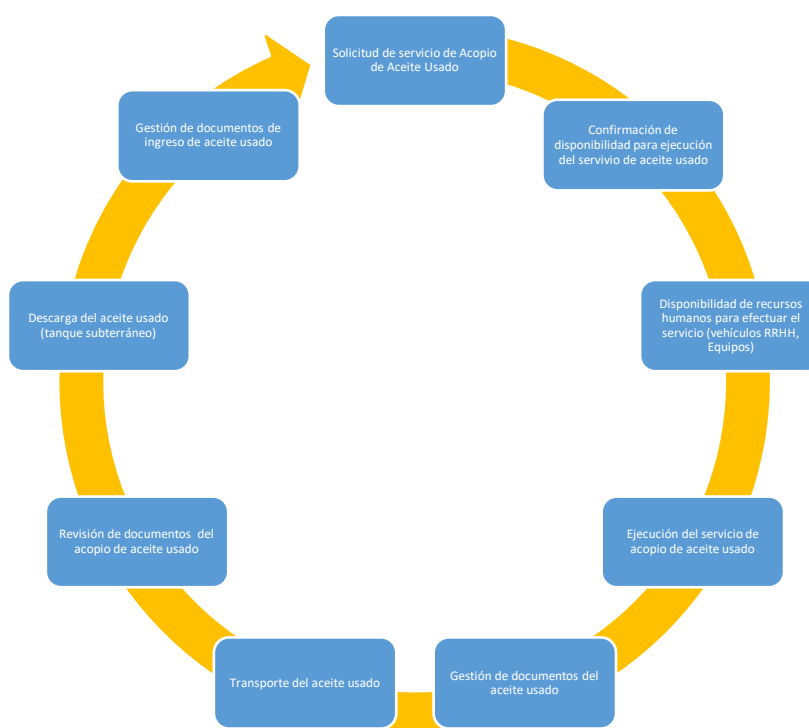 Solicitud de servicio de Acopio
de Aceite Usado
Confirmación de
disponibilidad para ejecución
del servivio de aceite usado
Disponibilidad de recursos
humanos para efectuar el
servicio (vehículos RRHH,
Equipos)
Ejecución del servicio de
acopio de aceite usado
Gestión de documentos del
aceite usado
Transporte del aceite usado
Revisión de documentos del
acopio de aceite usado
Descarga del aceite usado
(tanque subterráneo)
Gestión de documentos de
ingreso de aceite usado